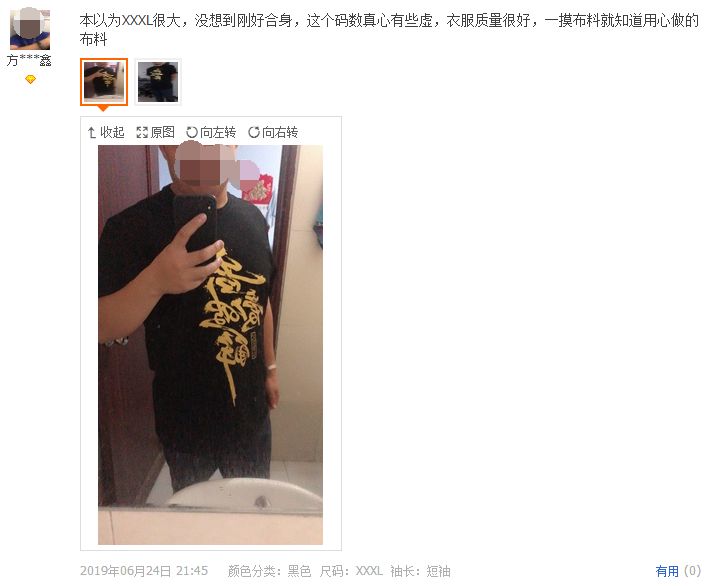 本以为XXXL很大，没想到刚好合身，这个码数真心有些虚，衣服质量很好，一摸布料就知道用心做的
布料
方***鑫
收起 原图 向左转 向右转
2019年06月24日 21:45 颜色分类：黑色 尺码：XXXL 袖长：短袖
有用 (0)